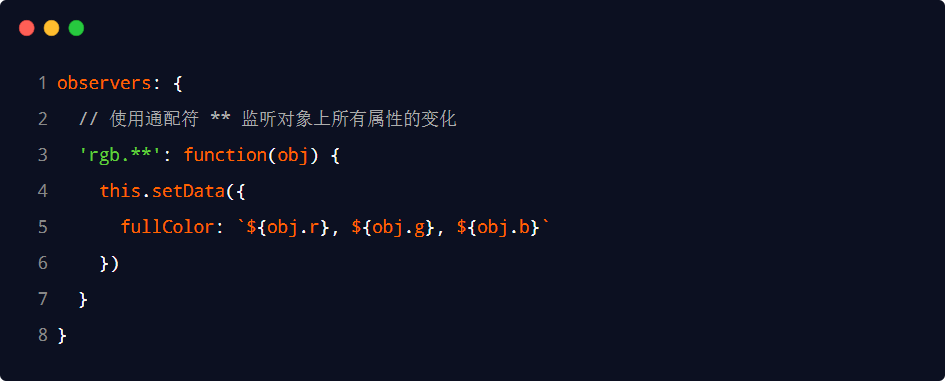 1 observers: {
2   // 使用通配符 ** 监听对象上所有属性的变化
3   'rgb.**': function(obj) {
4     this.setData({
5       fullColor: `${obj.r}, ${obj.g}, ${obj.b}`
6     })
7   }
8 }